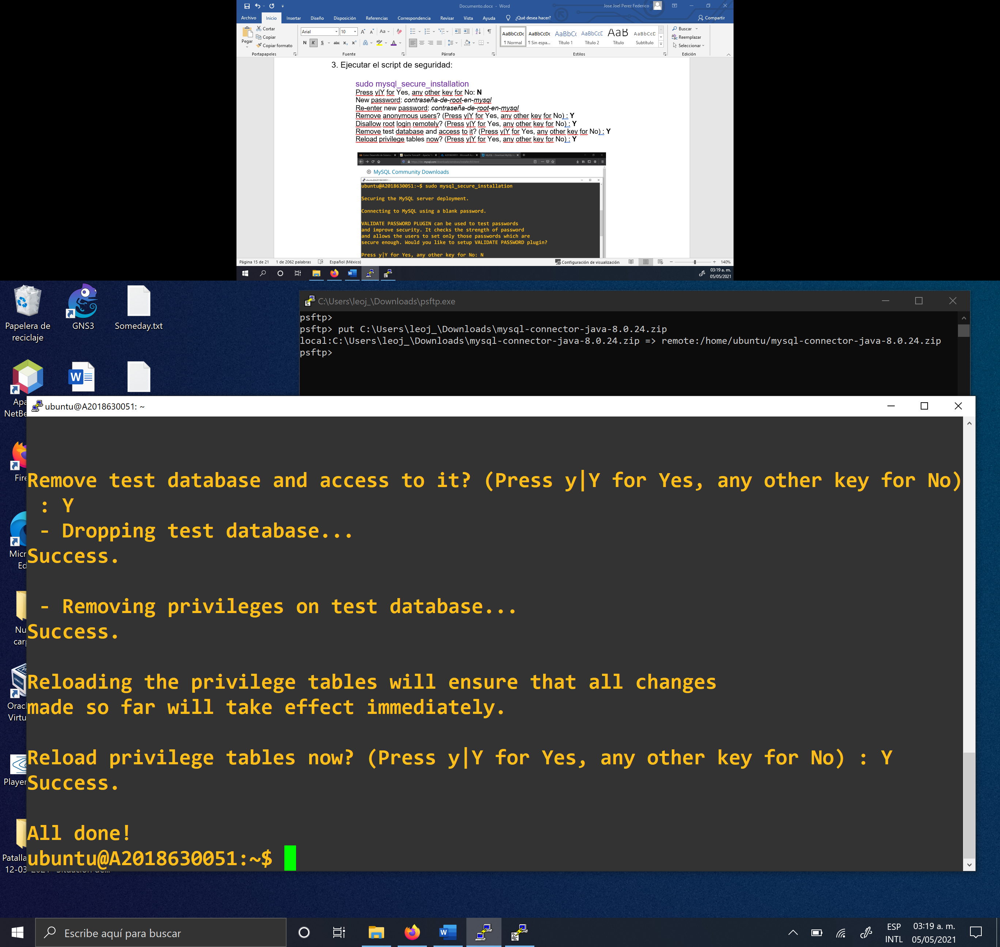 Documento.docx - Word
Jose Joel Perez Federico
Archivo Inicio Insertar Diseño Disposición Referencias Correspondencia Revisar Vista Ayuda ¿Qué desea hacer? Compartir
Pegar
Cortar
Copiar
Copiar formato
Portapapeles
Arial 10
N K S abc x₂ x²
Fuente
Párrafo
AaBbCcDc AaBbCcDc AaBbC( AaBbCcE AaB AaBbCcD
¶ Normal ¶ Sin espa... Título 1 Título 2 Título Subtítulo
Estilos
Buscar
Reemplazar
Seleccionar
Edición
3. Ejecutar el script de seguridad:
sudo mysql_secure_installation
Press y|Y for Yes, any other key for No: N
New password: contraseña-de-root-en-mysql
Re-enter new password: contraseña-de-root-en-mysql
Remove anonymous users? (Press y|Y for Yes, any other key for No) : Y
Disallow root login remotely? (Press y|Y for Yes, any other key for No) : Y
Remove test database and access to it? (Press y|Y for Yes, any other key for No) : Y
Reload privilege tables now? (Press y|Y for Yes, any other key for No) : Y
MySQL Community Downloads
ubuntu@A2018630051: ~
ubuntu@A2018630051:~$ sudo mysql_secure_installation
Securing the MySQL server deployment.
Connecting to MySQL using a blank password.
VALIDATE PASSWORD PLUGIN can be used to test passwords
and improve security. It checks the strength of password
and allows the users to set only those passwords which are
secure enough. Would you like to setup VALIDATE PASSWORD plugin?
Press y|Y for Yes, any other key for No: N
Página 15 de 21 1 de 2062 palabras Español (México) Configuración de visualización 140%
03:19 a. m.
05/05/2021
Papelera de reciclaje
GNS3
Someday.txt
C:\Users\leoj_\Downloads\psftp.exe
psftp>
psftp> put C:\Users\leoj_\Downloads\mysql-connector-java-8.0.24.zip
local:C:\Users\leoj_\Downloads\mysql-connector-java-8.0.24.zip => remote:/home/ubuntu/mysql-connector-java-8.0.24.zip
psftp>
ubuntu@A2018630051: ~
Remove test database and access to it? (Press y|Y for Yes, any other key for No)
 : Y
 - Dropping test database...
Success.
 - Removing privileges on test database...
Success.
Reloading the privilege tables will ensure that all changes
made so far will take effect immediately.
Reload privilege tables now? (Press y|Y for Yes, any other key for No) : Y
Success.
All done!
ubuntu@A2018630051:~$
Escribe aquí para buscar
ESP
INTL
03:19 a. m.
05/05/2021